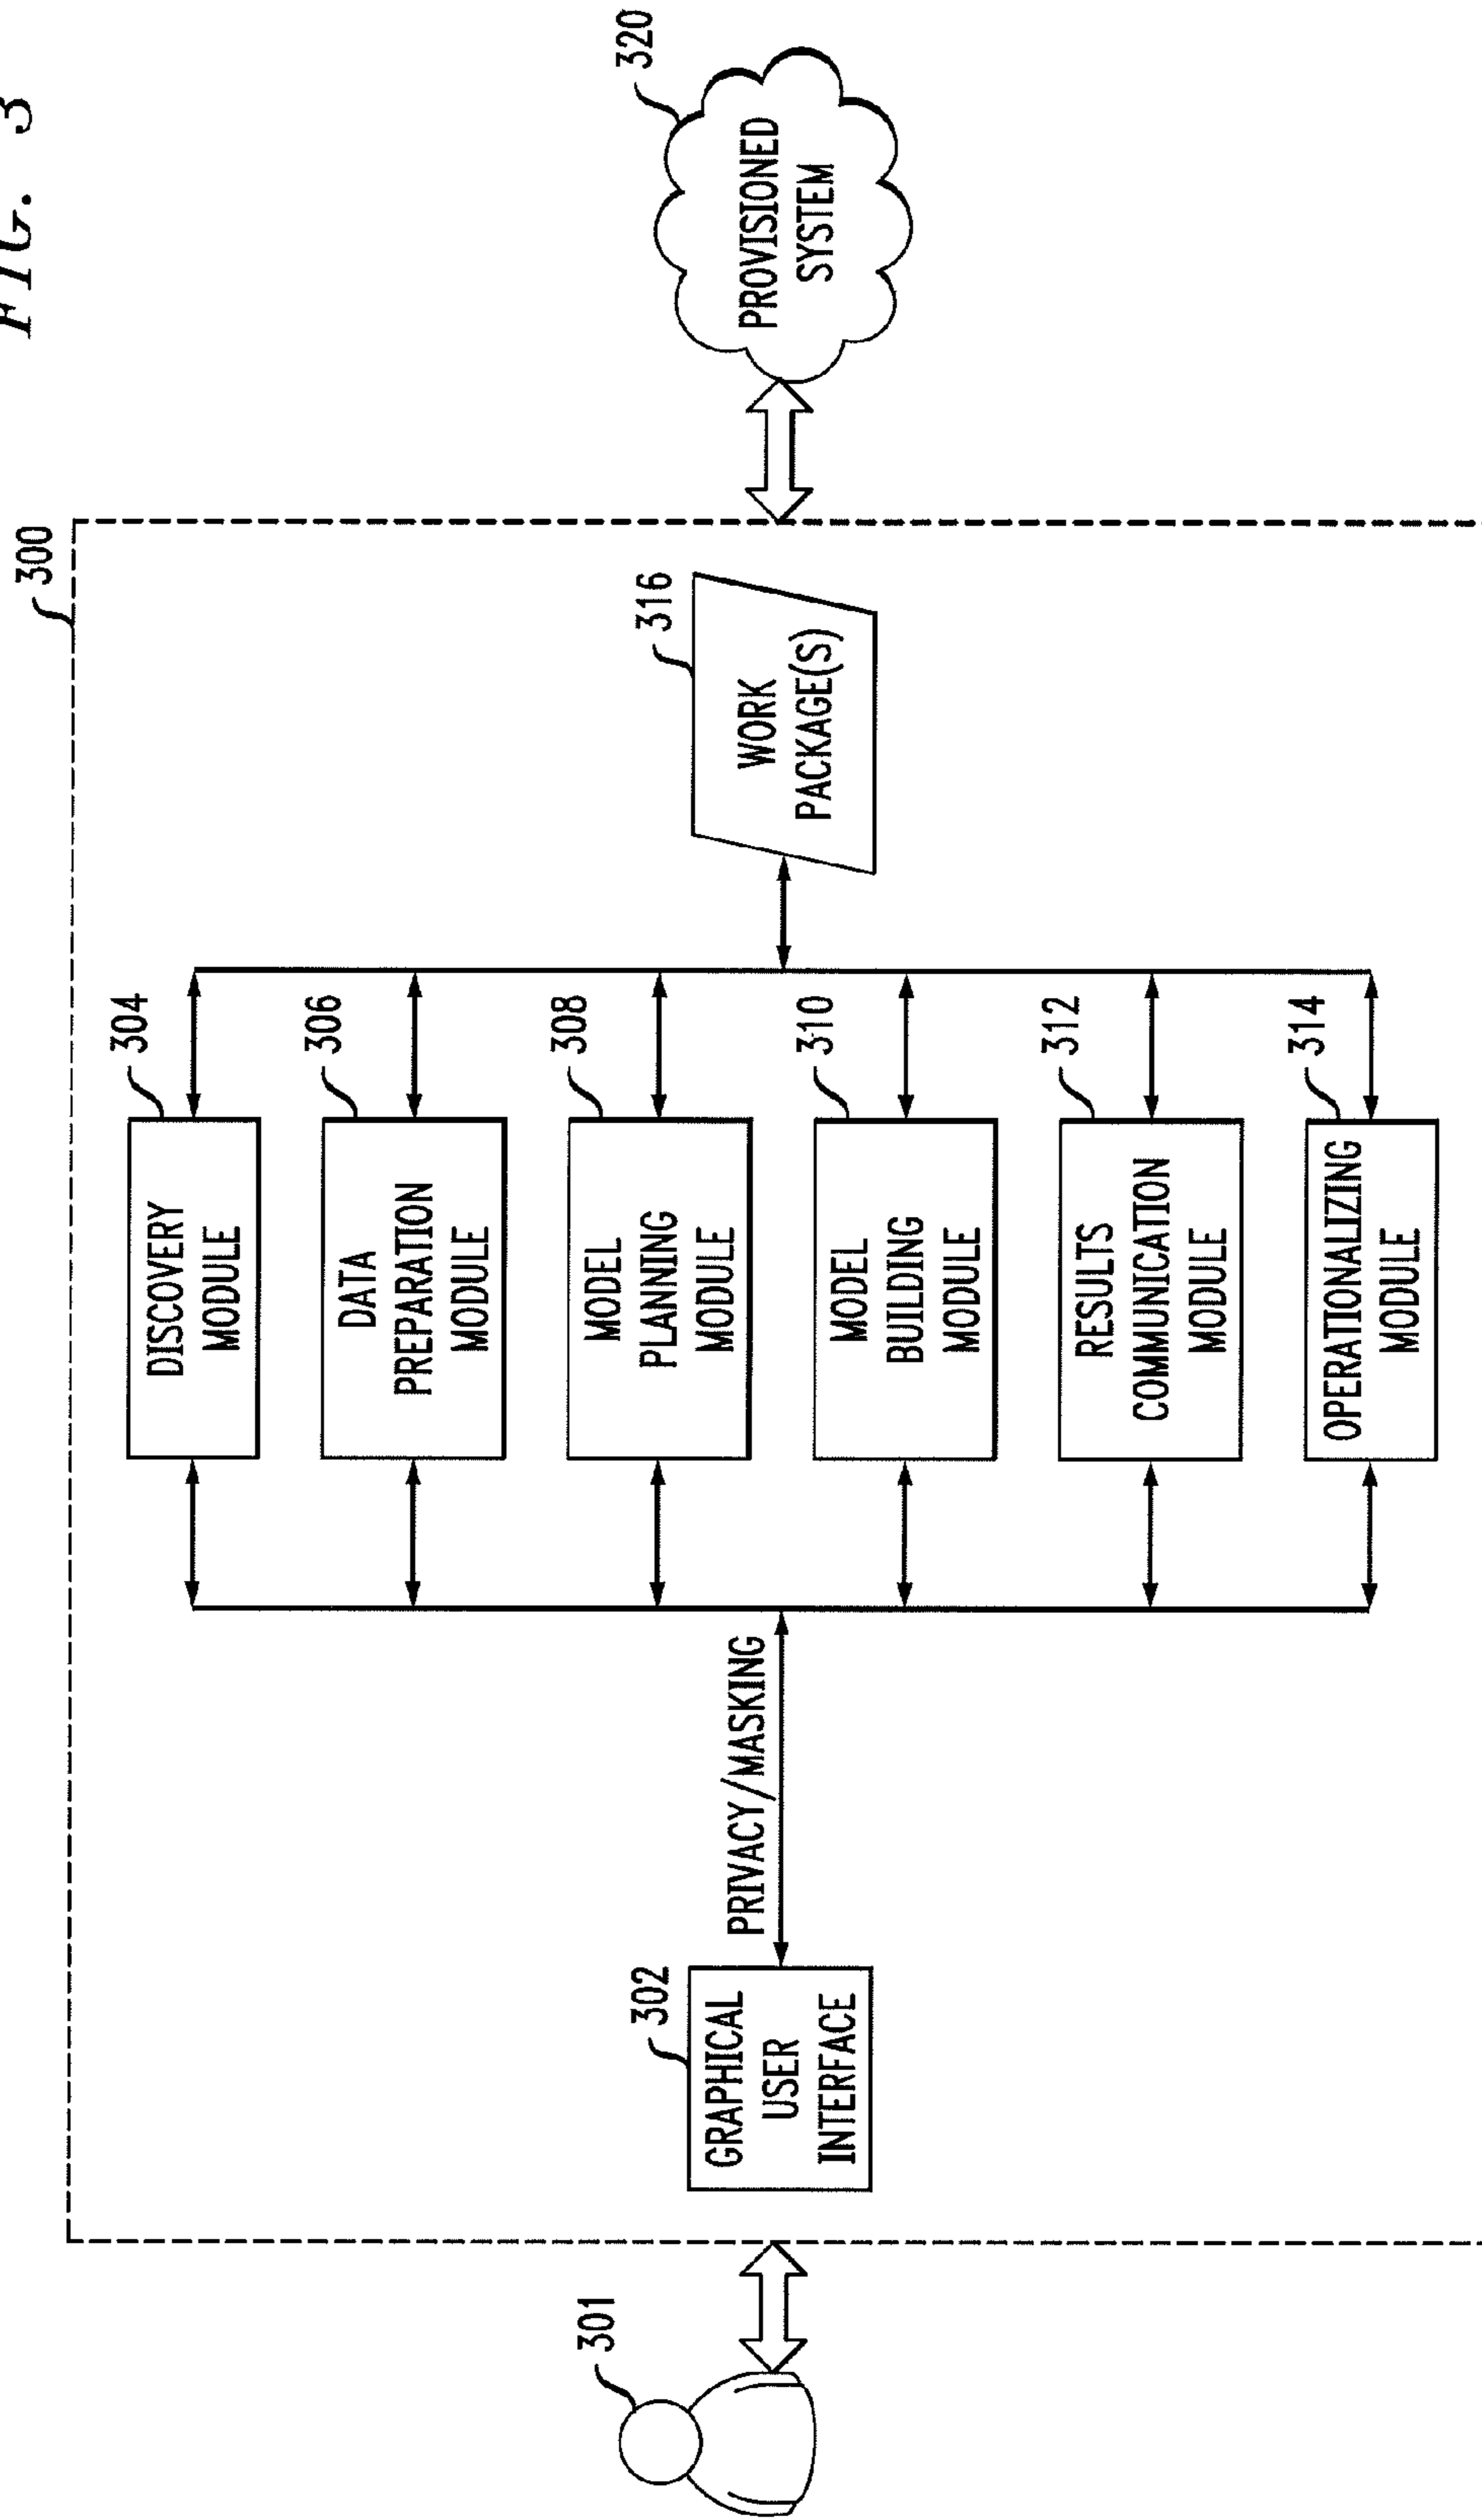 FIG. 3
300
301
302
GRAPHICAL
USER
INTERFACE
PRIVACY/MASKING
304
DISCOVERY
MODULE
306
DATA
PREPARATION
MODULE
308
MODEL
PLANNING
MODULE
310
MODEL
BUILDING
MODULE
312
RESULTS
COMMUNICATION
MODULE
314
OPERATIONALIZING
MODULE
316
WORK
PACKAGE(S)
320
PROVISIONED
SYSTEM